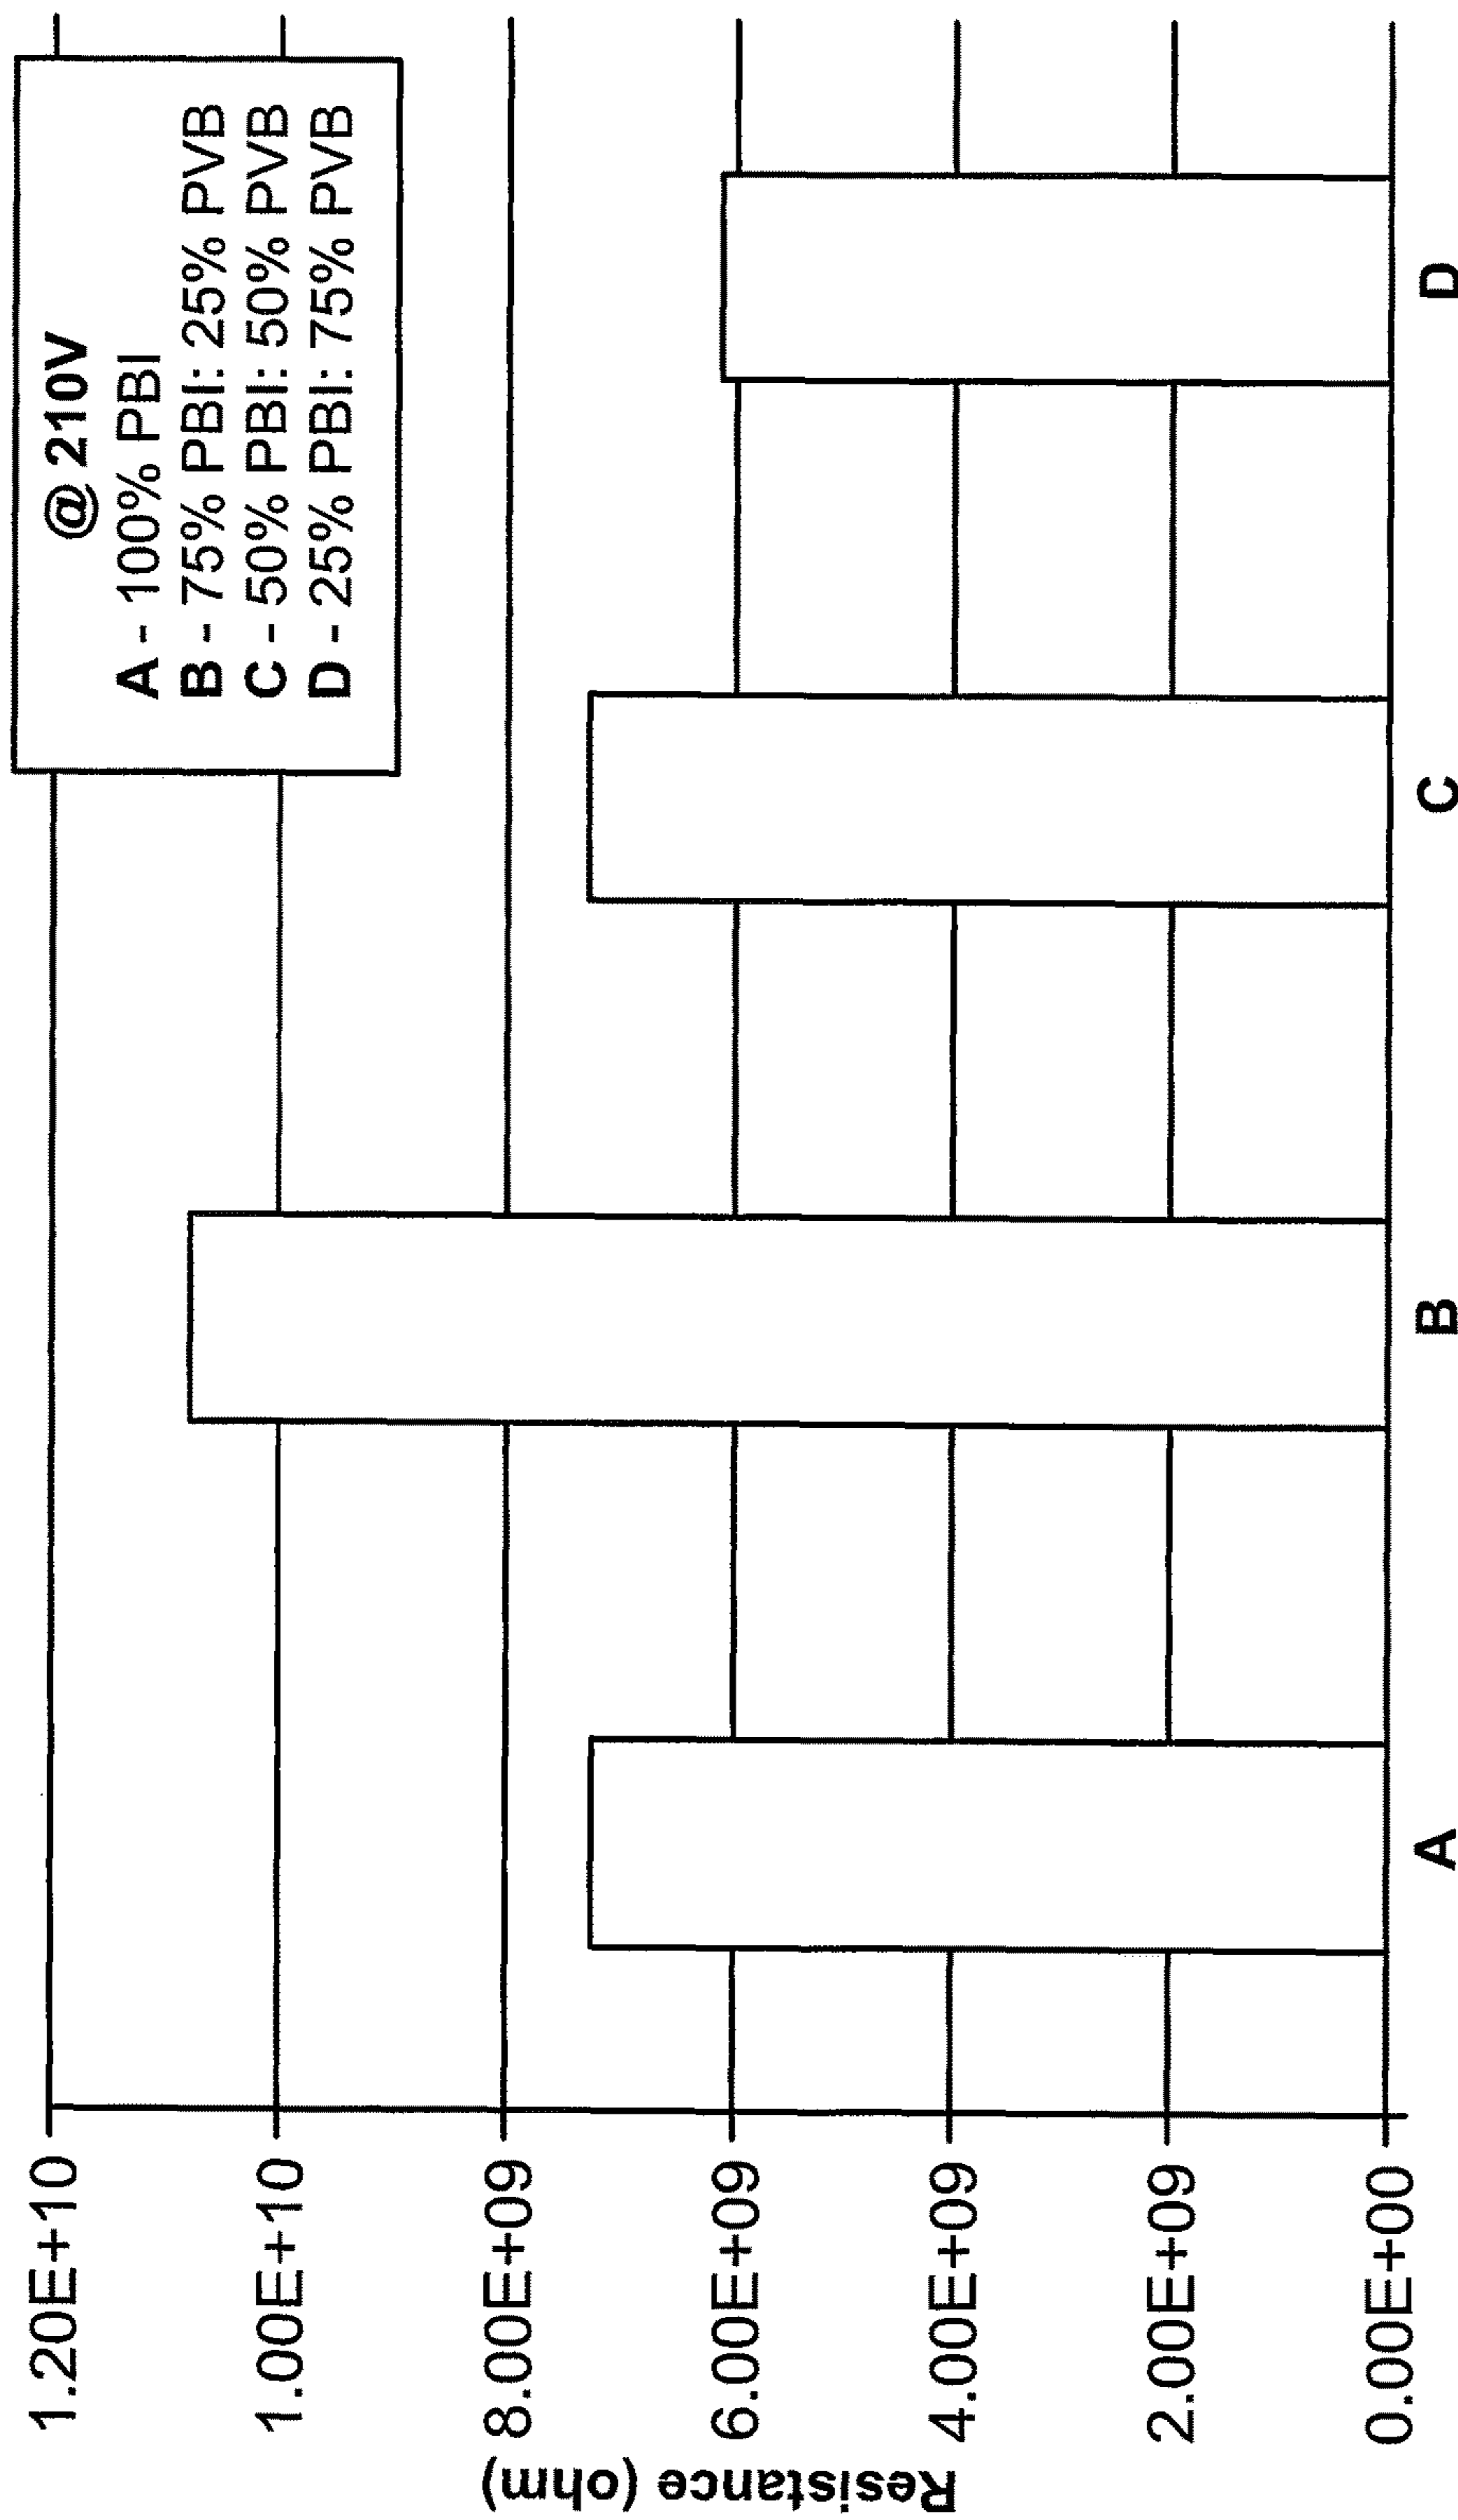 @ 210V
A - 100% PBI
B - 75% PBI: 25% PVB
C - 50% PBI: 50% PVB
D - 25% PBI: 75% PVB
1.20E+10
1.00E+10
8.00E+09
6.00E+09
4.00E+09
2.00E+09
0.00E+00
Resistance (ohm)
A
B
C
D